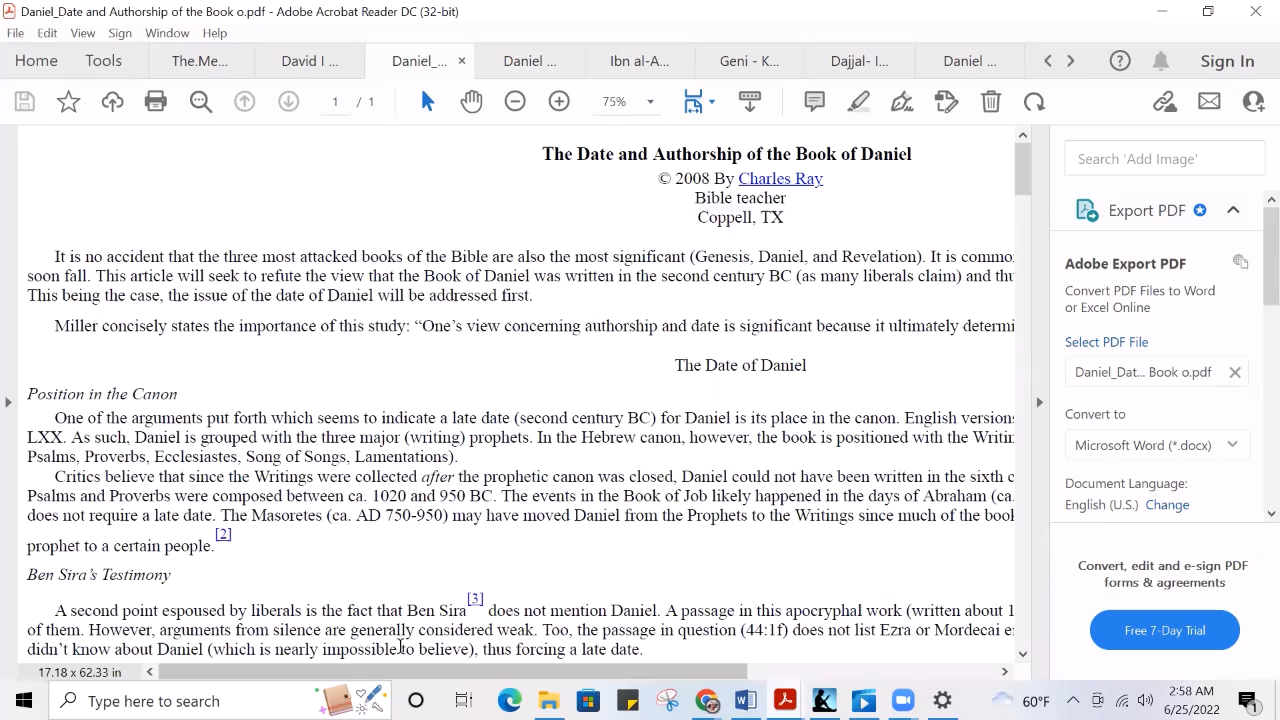 Daniel_Date and Authorship of the Book o.pdf - Adobe Acrobat Reader DC (32-bit)
File Edit View Sign Window Help
Home Tools The.Me... David I ... Daniel_... Daniel ... Ibn al-A... Geni - K... Dajjal- I... Daniel ... Sign In
1 / 1 75%
The Date and Authorship of the Book of Daniel
© 2008 By Charles Ray
Bible teacher
Coppell, TX
It is no accident that the three most attacked books of the Bible are also the most significant (Genesis, Daniel, and Revelation). It is commo
soon fall. This article will seek to refute the view that the Book of Daniel was written in the second century BC (as many liberals claim) and thu
This being the case, the issue of the date of Daniel will be addressed first.
Miller concisely states the importance of this study: “One’s view concerning authorship and date is significant because it ultimately determi
The Date of Daniel
Position in the Canon
One of the arguments put forth which seems to indicate a late date (second century BC) for Daniel is its place in the canon. English versions
LXX. As such, Daniel is grouped with the three major (writing) prophets. In the Hebrew canon, however, the book is positioned with the Writin
Psalms, Proverbs, Ecclesiastes, Song of Songs, Lamentations).
Critics believe that since the Writings were collected after the prophetic canon was closed, Daniel could not have been written in the sixth c
Psalms and Proverbs were composed between ca. 1020 and 950 BC. The events in the Book of Job likely happened in the days of Abraham (ca.
does not require a late date. The Masoretes (ca. AD 750-950) may have moved Daniel from the Prophets to the Writings since much of the book
prophet to a certain people.[2]
Ben Sira’s Testimony
A second point espoused by liberals is the fact that Ben Sira[3] does not mention Daniel. A passage in this apocryphal work (written about 1
of them. However, arguments from silence are generally considered weak. Too, the passage in question (44:1f) does not list Ezra or Mordecai e
didn’t know about Daniel (which is nearly impossible to believe), thus forcing a late date.
17.18 x 62.33 in
Search 'Add Image'
Export PDF
Adobe Export PDF
Convert PDF Files to Word
or Excel Online
Select PDF File
Daniel_Dat... Book o.pdf
Convert to
Microsoft Word (*.docx)
Document Language:
English (U.S.) Change
Convert, edit and e-sign PDF
forms & agreements
Free 7-Day Trial
Type here to search
60°F
2:58 AM
6/25/2022
1